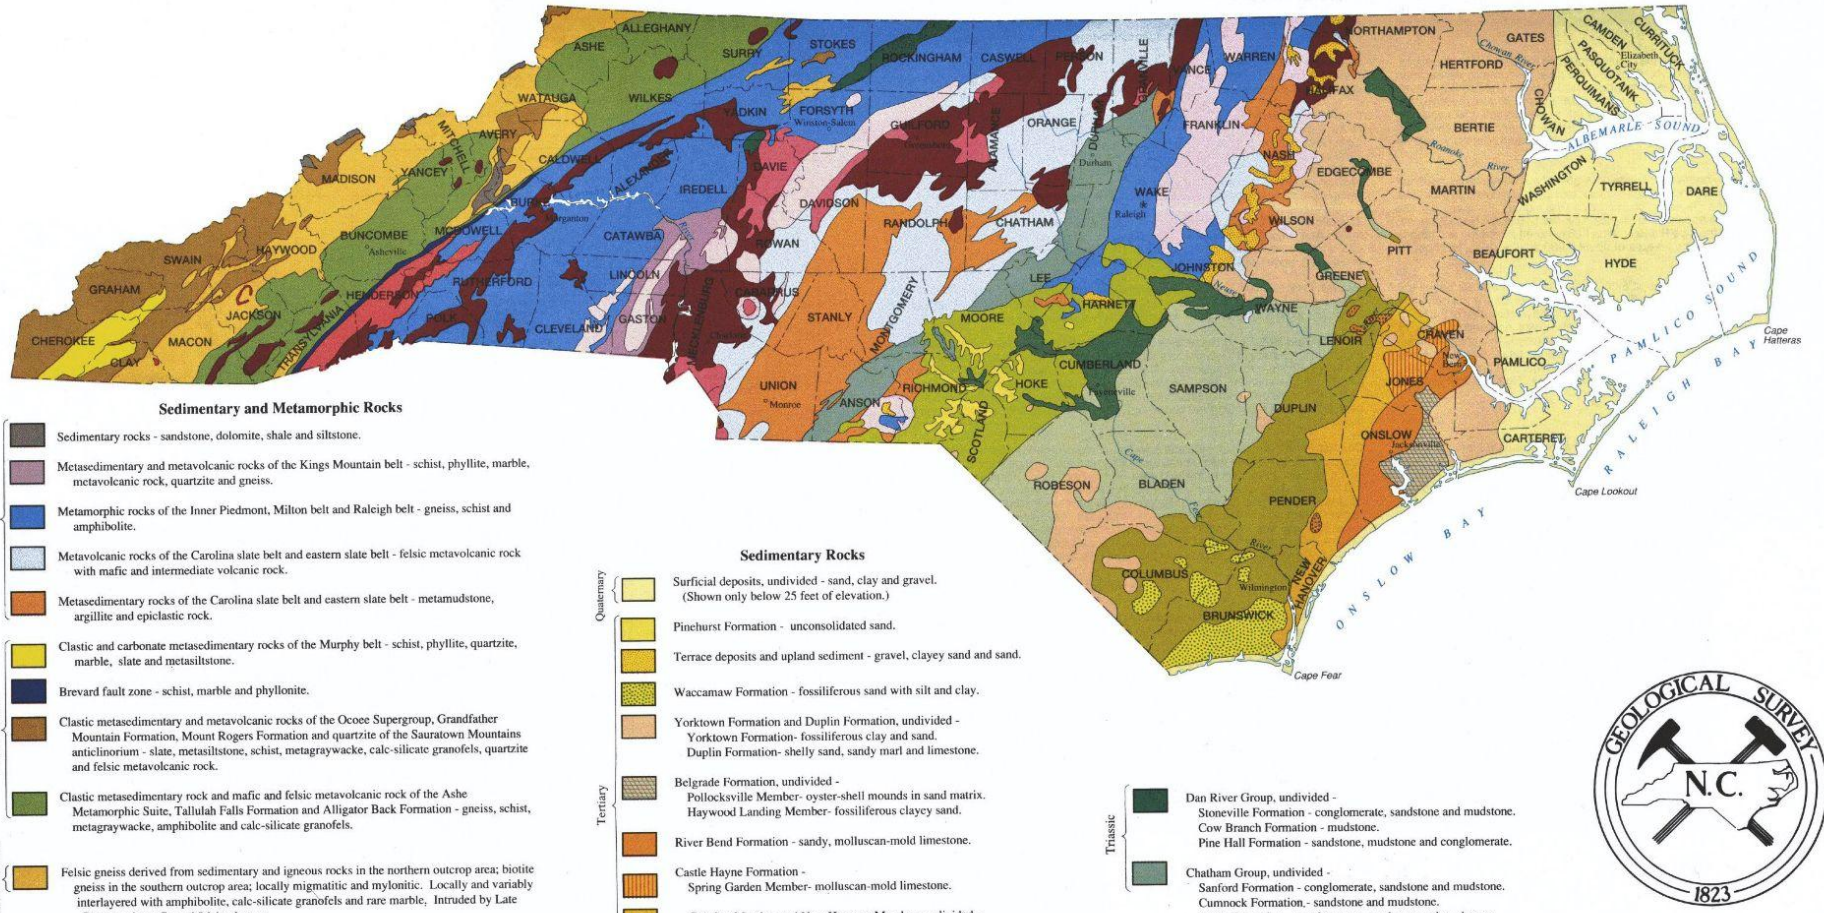 ALLEGHANY
ASHE
SURRY
STOKES
ROCKINGHAM
CASWELL
PERSON
GRANVILLE
VANCE
WARREN
NORTHAMPTON
GATES
CAMDEN
CURRITUCK
PASQUOTANK
PERQUIMANS
Elizabeth
City
Chowan River
HERTFORD
HALIFAX
WATAUGA
WILKES
YADKIN
FORSYTH
Winston-Salem
GUILFORD
Greensboro
ALAMANCE
ORANGE
DURHAM
Durham
FRANKLIN
NASH
BERTIE
CHOWAN
ALBEMARLE SOUND
Roanoke
River
MITCHELL
AVERY
CALDWELL
ALEXANDER
IREDELL
DAVIE
MADISON
YANCEY
BURKE
Morganton
DAVIDSON
RANDOLPH
CHATHAM
WAKE
Raleigh
WILSON
EDGECOMBE
MARTIN
WASHINGTON
TYRRELL
DARE
BUNCOMBE
Asheville
MCDOWELL
CATAWBA
River
ROWAN
SWAIN
HAYWOOD
GRAHAM
JACKSON
HENDERSON
RUTHERFORD
LINCOLN
CABARRUS
STANLY
MONTGOMERY
LEE
HARNETT
JOHNSTON
Neuse
WAYNE
GREENE
PITT
BEAUFORT
HYDE
CHEROKEE
CLAY
MACON
TRANSYLVANIA
POLK
CLEVELAND
GASTON
MECKLENBURG
Charlotte
UNION
Monroe
ANSON
RICHMOND
MOORE
HOKE
SCOTLAND
CUMBERLAND
Fayetteville
SAMPSON
DUPLIN
LENOIR
CRAVEN
New
Bern
JONES
PAMLICO
PAMLICO SOUND
Cape
Hatteras
RALEIGH BAY
ONSLOW
Jacksonville
CARTERET
Cape Lookout
ROBESON
BLADEN
Cape
Fear
River
PENDER
COLUMBUS
BRUNSWICK
Wilmington
NEW
HANOVER
ONSLOW BAY
Cape Fear
Sedimentary and Metamorphic Rocks
Sedimentary rocks - sandstone, dolomite, shale and siltstone.
Metasedimentary and metavolcanic rocks of the Kings Mountain belt - schist, phyllite, marble,
metavolcanic rock, quartzite and gneiss.
Metamorphic rocks of the Inner Piedmont, Milton belt and Raleigh belt - gneiss, schist and
amphibolite.
Metavolcanic rocks of the Carolina slate belt and eastern slate belt - felsic metavolcanic rock
with mafic and intermediate volcanic rock.
Metasedimentary rocks of the Carolina slate belt and eastern slate belt - metamudstone,
argillite and epiclastic rock.
Clastic and carbonate metasedimentary rocks of the Murphy belt - schist, phyllite, quartzite,
marble, slate and metasiltstone.
Brevard fault zone - schist, marble and phyllonite.
Clastic metasedimentary and metavolcanic rocks of the Ocoee Supergroup, Grandfather
Mountain Formation, Mount Rogers Formation and quartzite of the Sauratown Mountains
anticlinorium - slate, metasiltstone, schist, metagraywacke, calc-silicate granofels, quartzite
and felsic metavolcanic rock.
Clastic metasedimentary rock and mafic and felsic metavolcanic rock of the Ashe
Metamorphic Suite, Tallulah Falls Formation and Alligator Back Formation - gneiss, schist,
metagraywacke, amphibolite and calc-silicate granofels.
Felsic gneiss derived from sedimentary and igneous rocks in the northern outcrop area; biotite
gneiss in the southern outcrop area; locally migmatitic and mylonitic. Locally and variably
interlayered with amphibolite, calc-silicate granofels and rare marble, Intruded by Late
Sedimentary Rocks
Quaternary
Surficial deposits, undivided - sand, clay and gravel.
(Shown only below 25 feet of elevation.)
Tertiary
Pinehurst Formation - unconsolidated sand.
Terrace deposits and upland sediment - gravel, clayey sand and sand.
Waccamaw Formation - fossiliferous sand with silt and clay.
Yorktown Formation and Duplin Formation, undivided -
Yorktown Formation- fossiliferous clay and sand.
Duplin Formation- shelly sand, sandy marl and limestone.
Belgrade Formation, undivided -
Pollocksville Member- oyster-shell mounds in sand matrix.
Haywood Landing Member- fossiliferous clayey sand.
River Bend Formation - sandy, molluscan-mold limestone.
Castle Hayne Formation -
Spring Garden Member- molluscan-mold limestone.
Triassic
Dan River Group, undivided -
Stoneville Formation - conglomerate, sandstone and mudstone.
Cow Branch Formation - mudstone.
Pine Hall Formation - sandstone, mudstone and conglomerate.
Chatham Group, undivided -
Sanford Formation - conglomerate, sandstone and mudstone.
Cumnock Formation - sandstone and mudstone.
GEOLOGICAL SURVEY
N.C.
1823